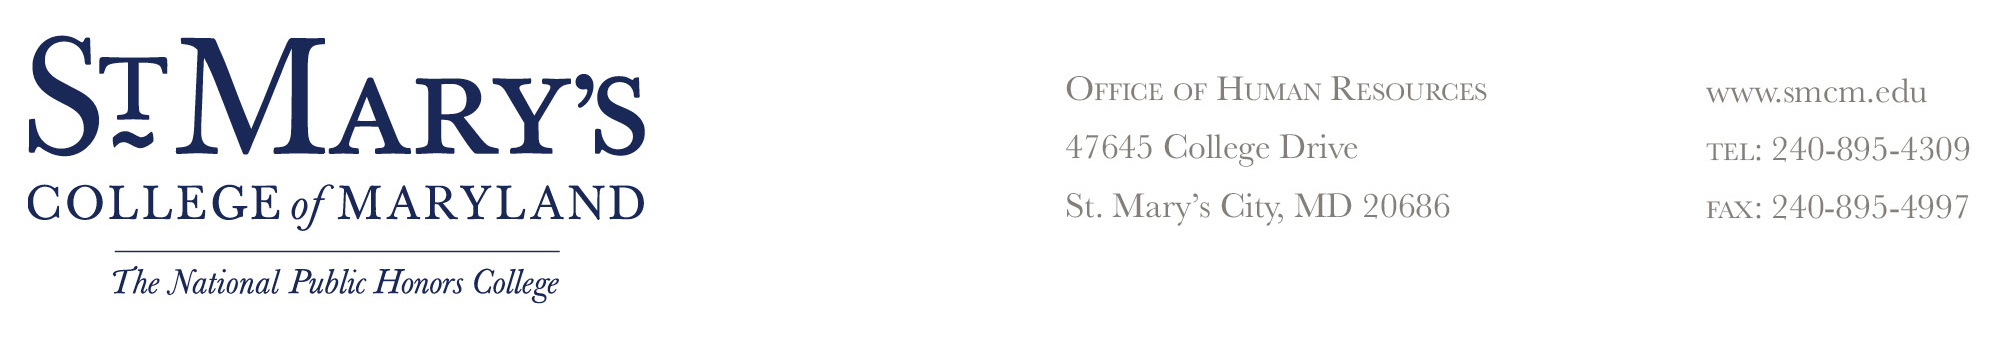 St Mary's
College of Maryland
The National Public Honors College
Office of Human Resources
47645 College Drive
St. Mary’s City, MD 20686
www.smcm.edu
tel: 240-895-4309
fax: 240-895-4997